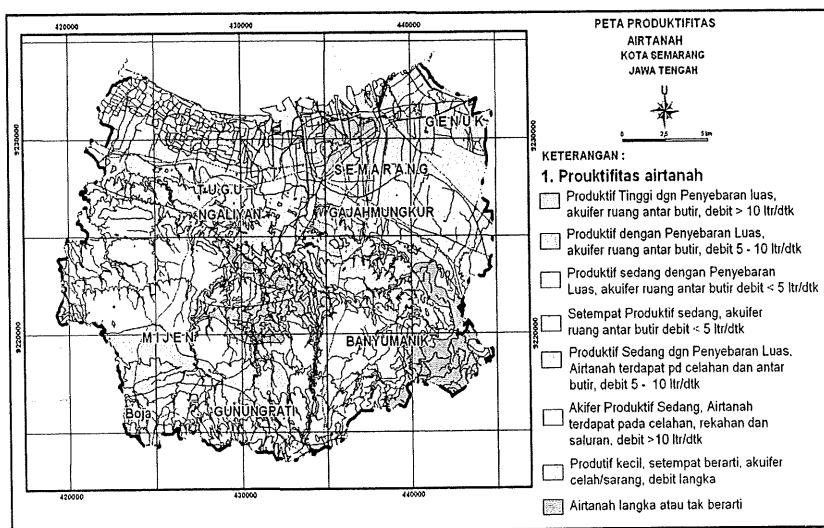 PETA PRODUKTIFITAS
AIRTANAH
KOTA SEMARANG
JAWA TENGAH
U
0 2,5 5 km
KETERANGAN :
1. Prouktifitas airtanah
Produktif Tinggi dgn Penyebaran luas,
akuifer ruang antar butir, debit > 10 ltr/dtk
Produktif dengan Penyebaran Luas,
akuifer ruang antar butir, debit 5 - 10 ltr/dtk
Produktif sedang dengan Penyebaran
Luas, akuifer ruang antar butir debit < 5 ltr/dtk
Setempat Produktif sedang, akuifer
ruang antar butir debit < 5 ltr/dtk
Produktif Sedang dgn Penyebaran Luas.
Airtanah terdapat pd celahan dan antar
butir, debit 5 - 10 ltr/dtk
Akifer Produktif Sedang, Airtanah
terdapat pada celahan, rekahan dan
saluran, debit >10 ltr/dtk
Produtif kecil, setempat berarti, akuifer
celah/sarang, debit langka
Airtanah langka atau tak berarti
420000 430000 440000
9230000 9230000
GENUK
SEMARANG
TUGU
NGALIYAN GAJAHMUNGKUR
9220000 9220000
MIJEN BANYUMANIK
Boja GUNUNGPATI
420000 430000 440000